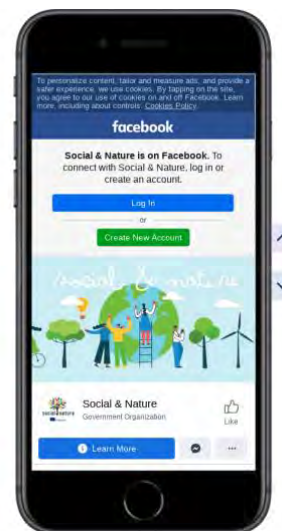 To personalize content, tailor and measure ads, and provide a
safer experience, we use cookies. By tapping on the site,
you agree to our use of cookies on and off Facebook. Learn
more, including about controls: Cookies Policy.
facebook
Social & Nature is on Facebook. To
connect with Social & Nature, log in or
create an account.
Log In
or
Create New Account
social & nature
Social & Nature
Government Organization
Like
Learn More